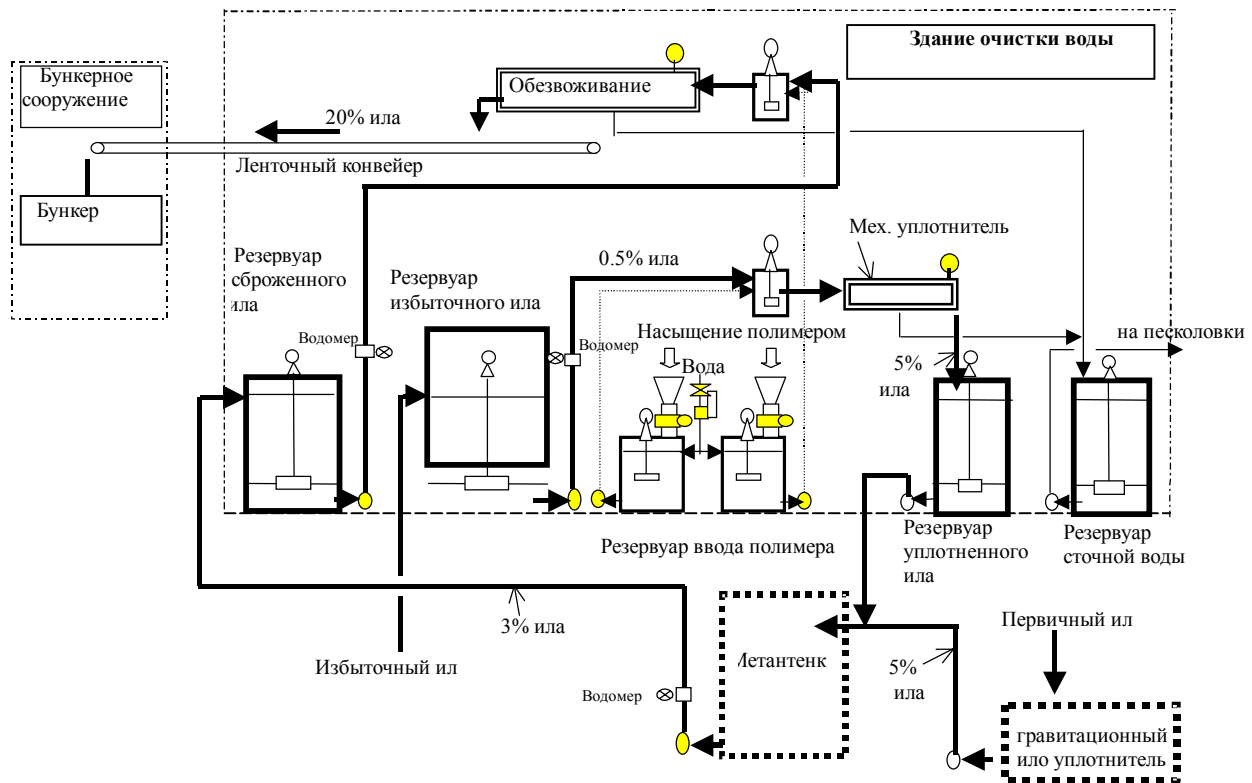 Здание очистки воды
Бункерное
сооружение
Обезвоживание
20% ила
Ленточный конвейер
Бункер
Мех. уплотнитель
Резервуар
сброженного
ила
Резервуар
избыточного ила
0.5% ила
Водомер
Водомер
Насыщение полимером
Вода
5%
ила
на песколовки
Резервуар ввода полимера
Резервуар
уплотненного
ила
Резервуар
сточной воды
3% ила
Избыточный ил
Водомер
Метантенк
5%
ила
Первичный ил
гравитационный
ило уплотнитель